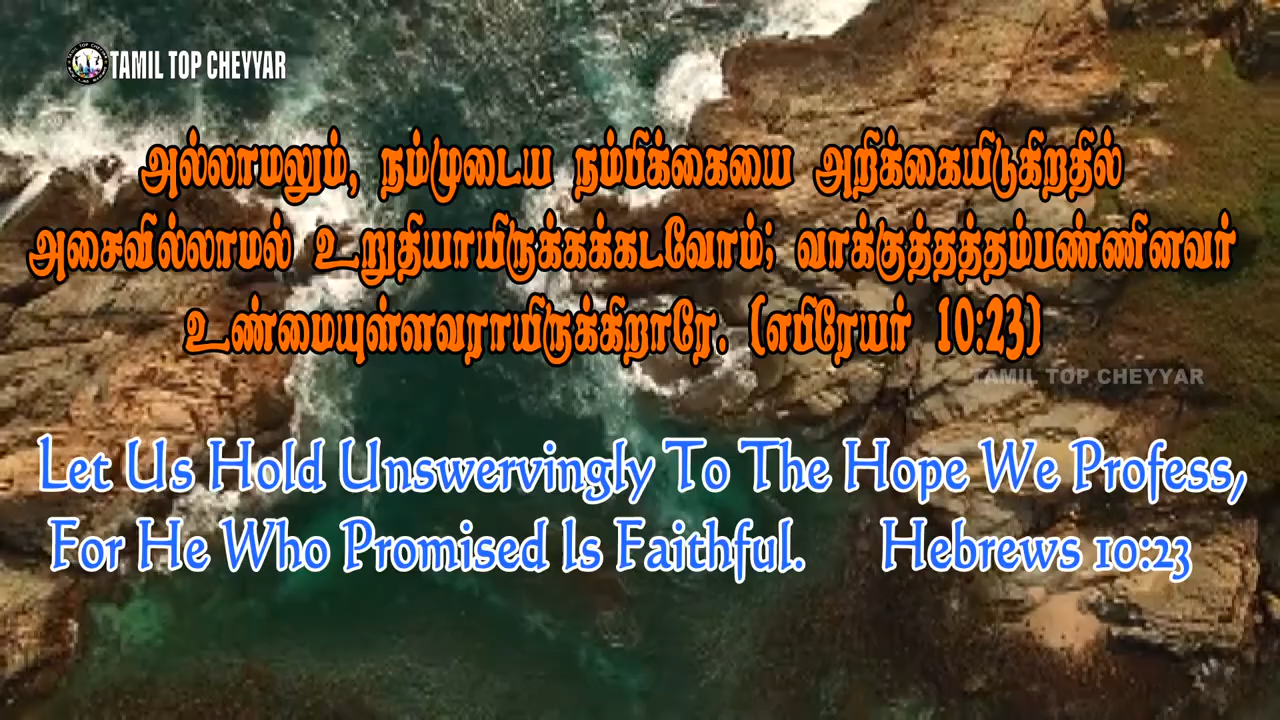 TAMIL TOP CHEYYAR
அல்லாமலும், நம்முடைய நம்பிக்கையை அறிக்கையிடுகிறதில்
அசைவில்லாமல் உறுதியாயிருக்கக்கடவோம்; வாக்குத்தத்தம்பண்ணினவர்
உண்மையுள்ளவராயிருக்கிறாரே. (எபிரேயர் 10:23)
TAMIL TOP CHEYYAR
Let Us Hold Unswervingly To The Hope We Profess,
For He Who Promised Is Faithful. Hebrews 10:23